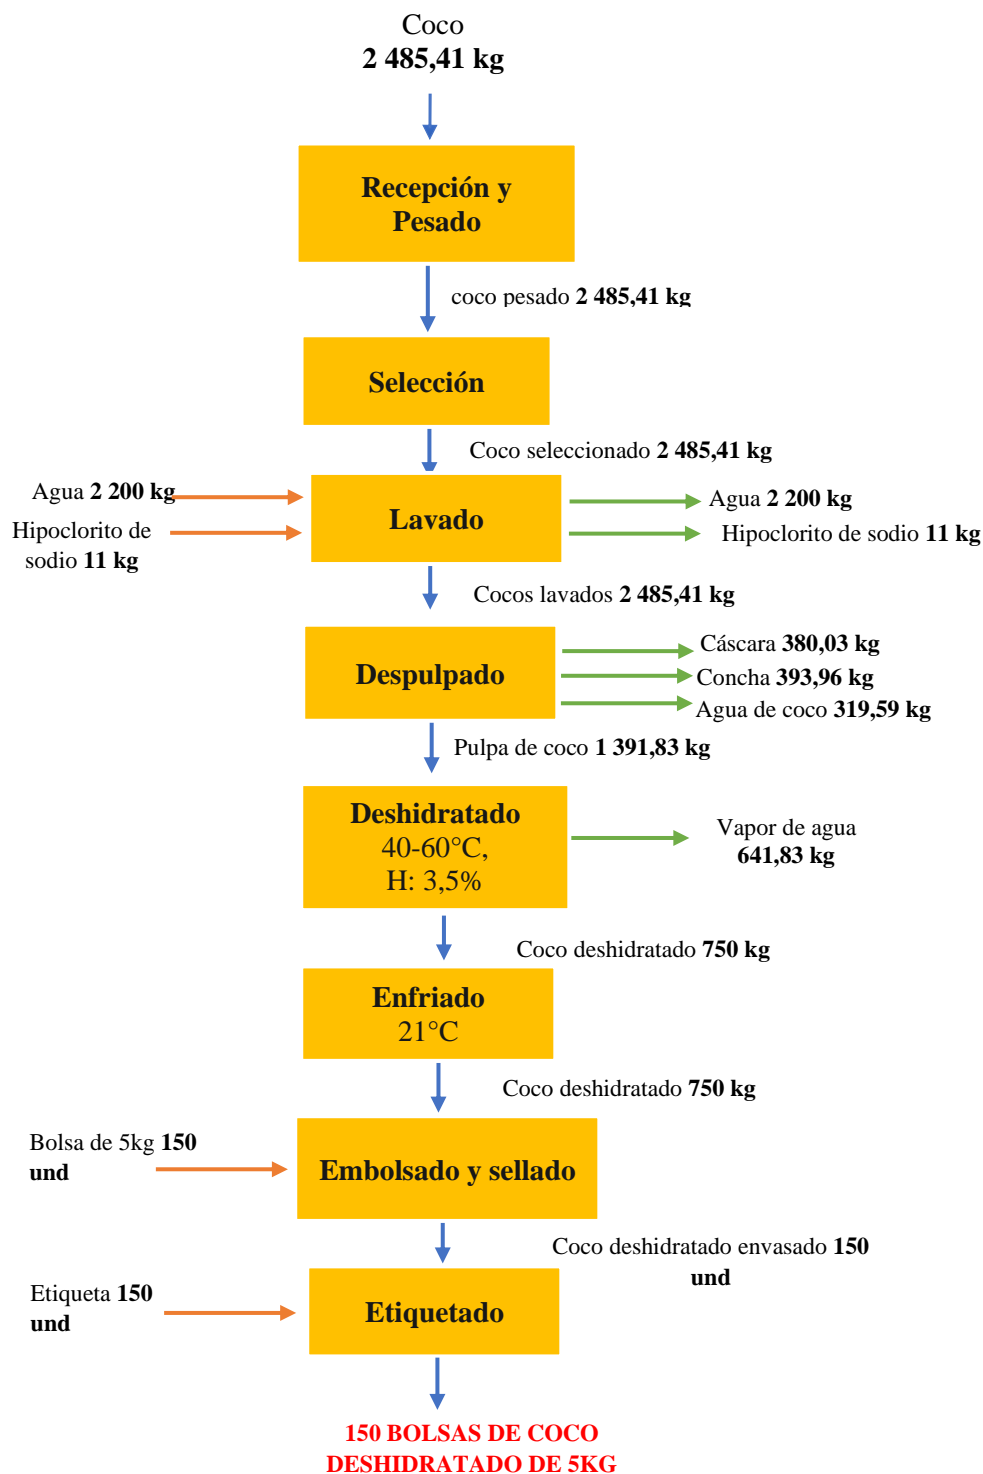 Coco
2 485,41 kg
Recepción y
Pesado
coco pesado 2 485,41 kg
Selección
Coco seleccionado 2 485,41 kg
Agua 2 200 kg
Hipoclorito de
sodio 11 kg
Lavado
Agua 2 200 kg
Hipoclorito de sodio 11 kg
Cocos lavados 2 485,41 kg
Despulpado
Cáscara 380,03 kg
Concha 393,96 kg
Agua de coco 319,59 kg
Pulpa de coco 1 391,83 kg
Deshidratado
40-60°C,
H: 3,5%
Vapor de agua
641,83 kg
Coco deshidratado 750 kg
Enfriado
21°C
Coco deshidratado 750 kg
Bolsa de 5kg 150
und
Embolsado y sellado
Coco deshidratado envasado 150
und
Etiqueta 150
und
Etiquetado
150 BOLSAS DE COCO
DESHIDRATADO DE 5KG